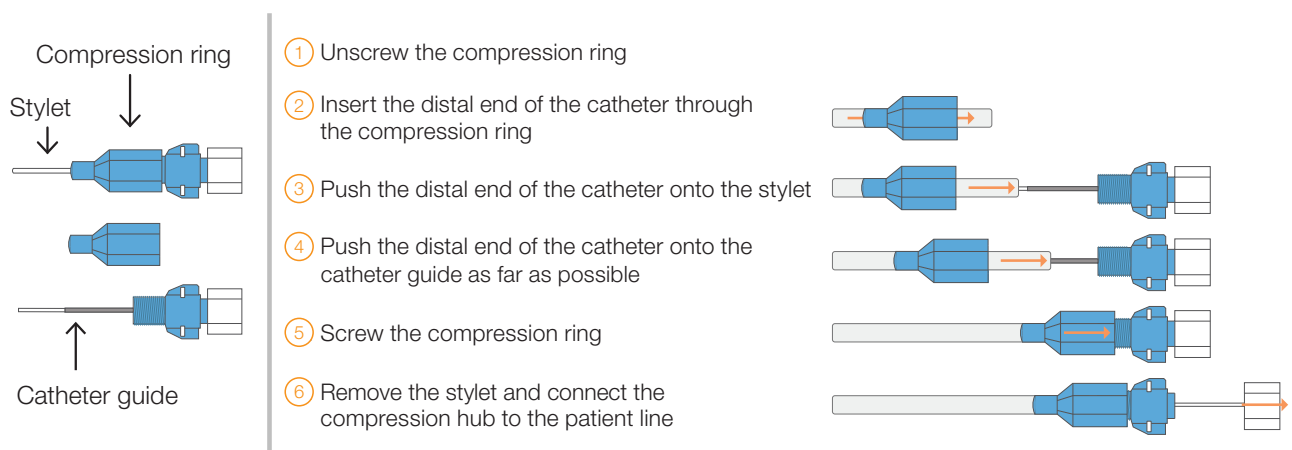 Compression ring
Stylet
Catheter guide
1 Unscrew the compression ring
2 Insert the distal end of the catheter through
the compression ring
3 Push the distal end of the catheter onto the stylet
4 Push the distal end of the catheter onto the
catheter guide as far as possible
5 Screw the compression ring
6 Remove the stylet and connect the
compression hub to the patient line